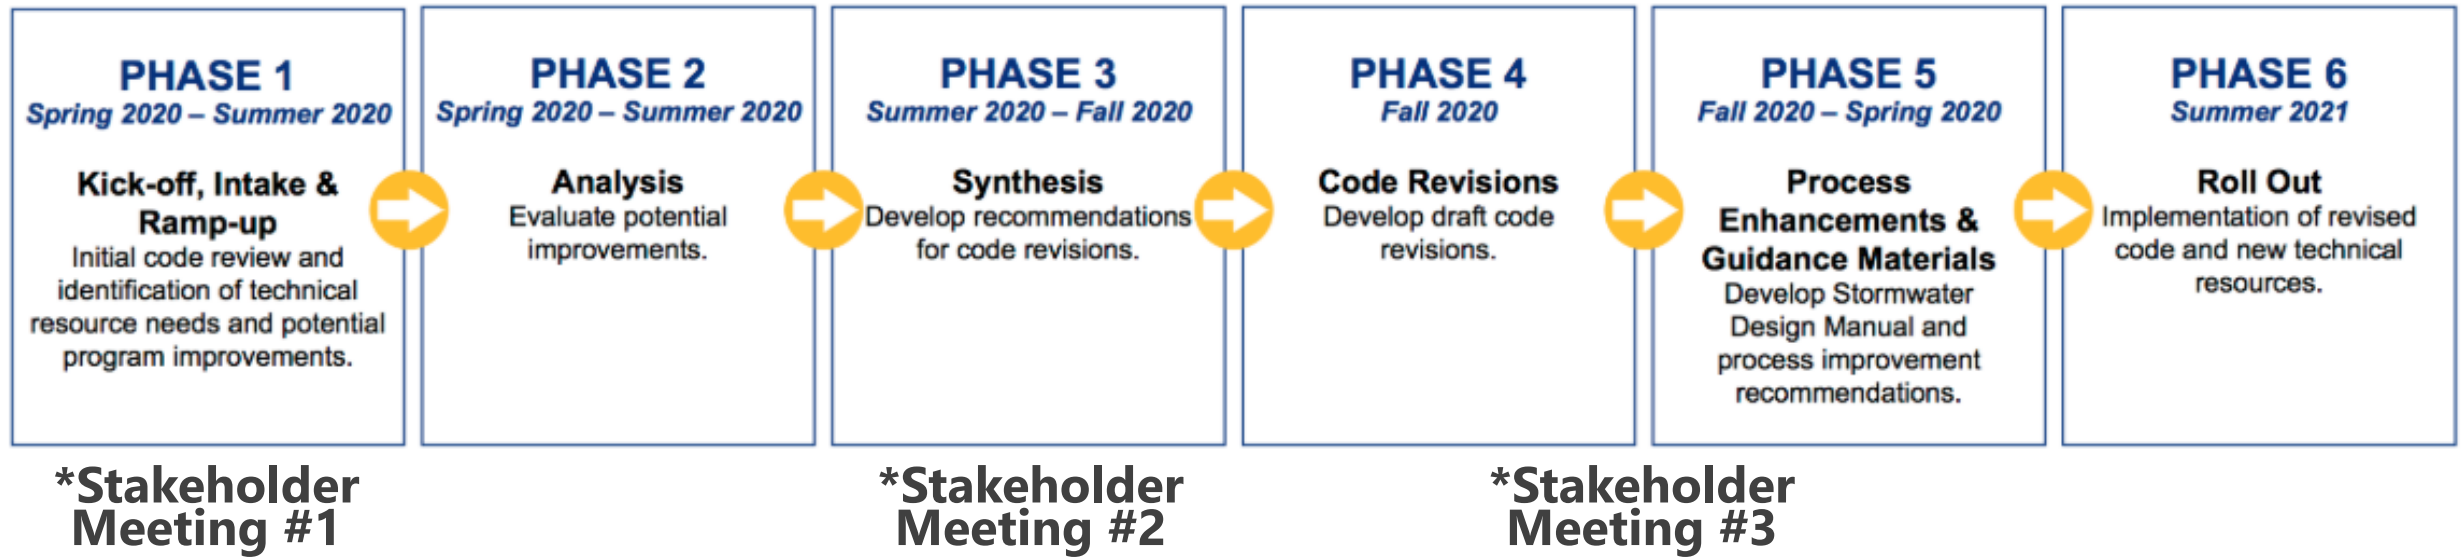 PHASE 1
Spring 2020 – Summer 2020
Kick-off, Intake &
Ramp-up
Initial code review and
identification of technical
resource needs and potential
program improvements.
PHASE 2
Spring 2020 – Summer 2020
Analysis
Evaluate potential
improvements.
PHASE 3
Summer 2020 – Fall 2020
Synthesis
Develop recommendations
for code revisions.
PHASE 4
Fall 2020
Code Revisions
Develop draft code
revisions.
PHASE 5
Fall 2020 – Spring 2020
Process
Enhancements &
Guidance Materials
Develop Stormwater
Design Manual and
process improvement
recommendations.
PHASE 6
Summer 2021
Roll Out
Implementation of revised
code and new technical
resources.
*Stakeholder
Meeting #1
*Stakeholder
Meeting #2
*Stakeholder
Meeting #3